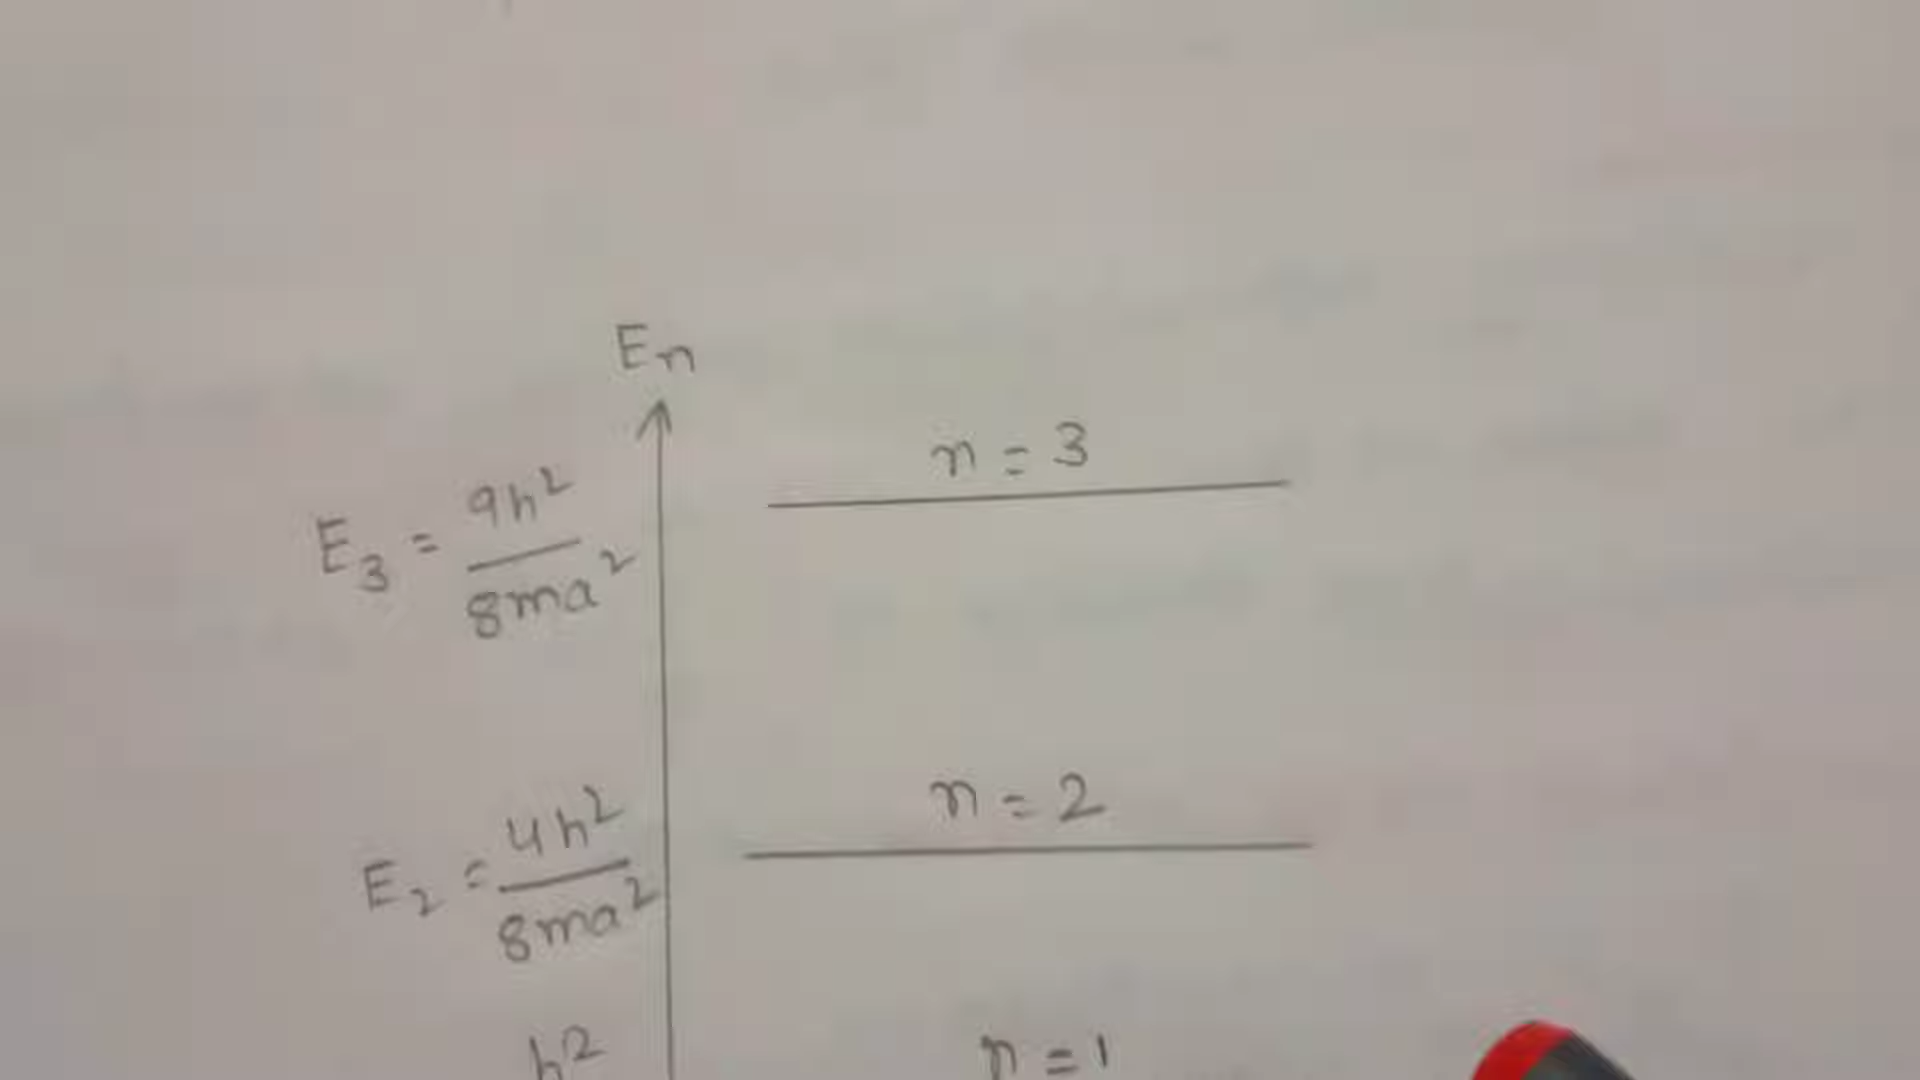 En
n = 3
E3 = 9h²/8ma²
n = 2
E2 = 4h²/8ma²
h²
n = 1